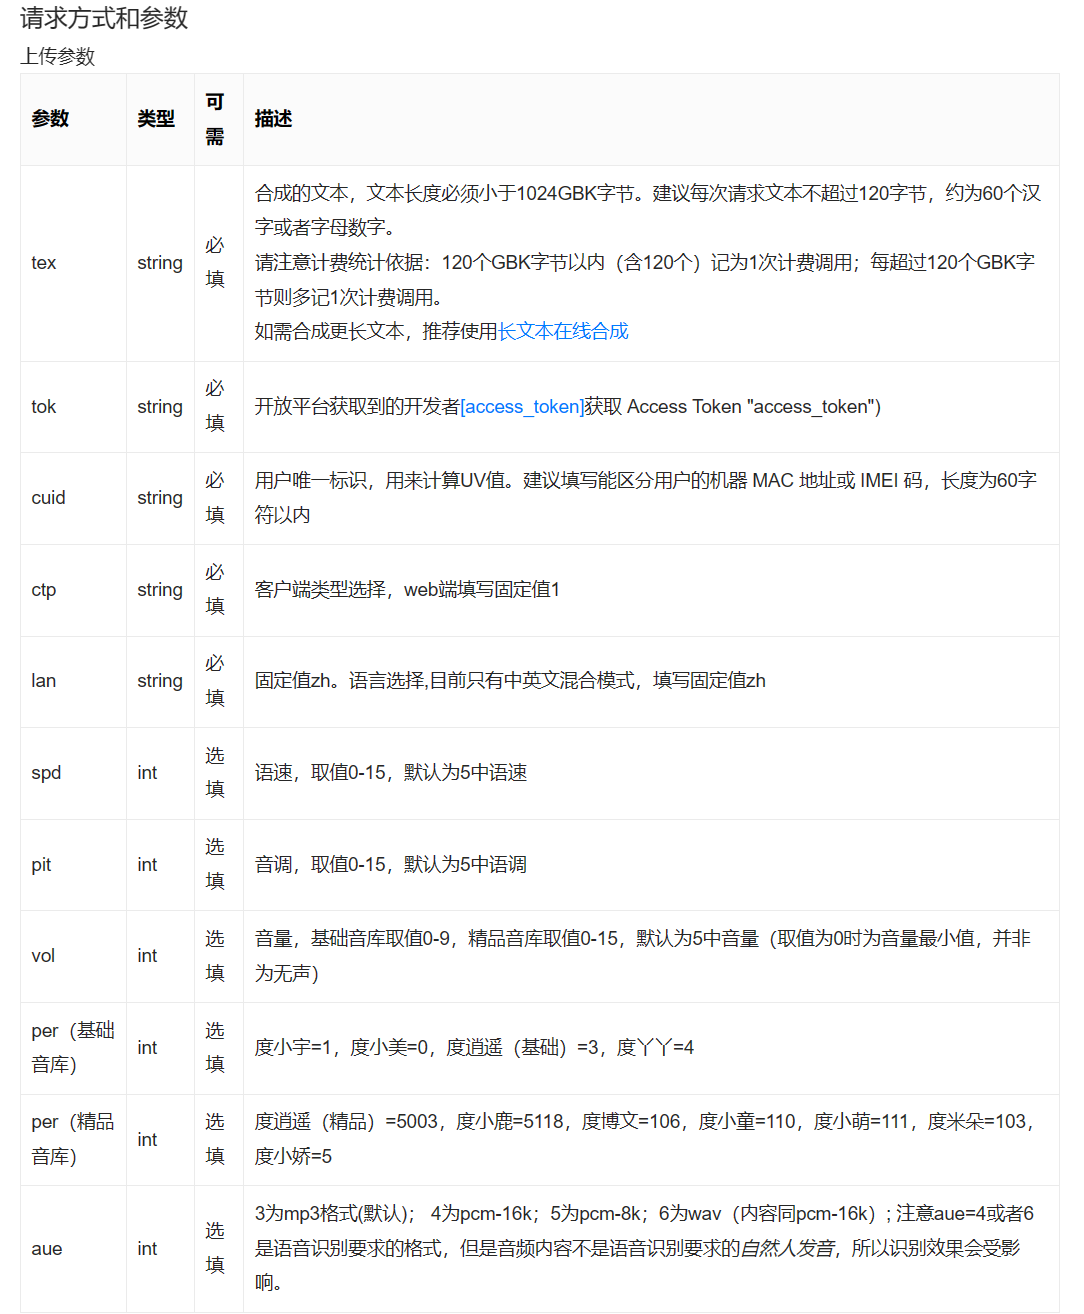 请求方式和参数
上传参数
参数 类型 可需 描述
tex string 必填 合成的文本，文本长度必须小于1024GBK字节。建议每次请求文本不超过120字节，约为60个汉
字或者字母数字。
请注意计费统计依据：120个GBK字节以内（含120个）记为1次计费调用；每超过120个GBK字
节则多记1次计费调用。
如需合成更长文本，推荐使用长文本在线合成
tok string 必填 开放平台获取到的开发者[access_token]获取 Access Token "access_token")
cuid string 必填 用户唯一标识，用来计算UV值。建议填写能区分用户的机器 MAC 地址或 IMEI 码，长度为60字
符以内
ctp string 必填 客户端类型选择，web端填写固定值1
lan string 必填 固定值zh。语言选择,目前只有中英文混合模式，填写固定值zh
spd int 选填 语速，取值0-15，默认为5中语速
pit int 选填 音调，取值0-15，默认为5中语调
vol int 选填 音量，基础音库取值0-9，精品音库取值0-15，默认为5中音量（取值为0时为音量最小值，并非
为无声）
per（基础音库） int 选填 度小宇=1，度小美=0，度逍遥（基础）=3，度丫丫=4
per（精品音库） int 选填 度逍遥（精品）=5003，度小鹿=5118，度博文=106，度小童=110，度小萌=111，度米朵=103，
度小娇=5
aue int 选填 3为mp3格式(默认)； 4为pcm-16k；5为pcm-8k；6为wav（内容同pcm-16k）; 注意aue=4或者6
是语音识别要求的格式，但是音频内容不是语音识别要求的自然人发音，所以识别效果会受影
响。